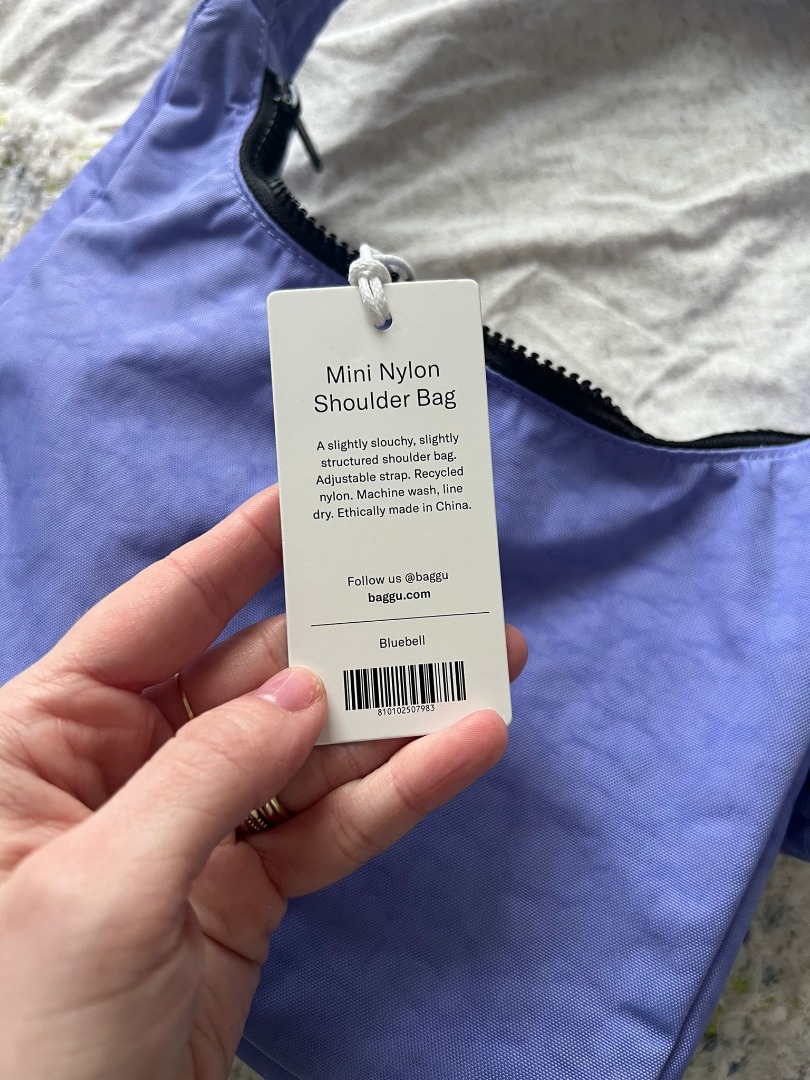 Mini Nylon
Shoulder Bag
A slightly slouchy, slightly
structured shoulder bag.
Adjustable strap. Recycled
nylon. Machine wash, line
dry. Ethically made in China.
Follow us @baggu
baggu.com
Bluebell
810102507983